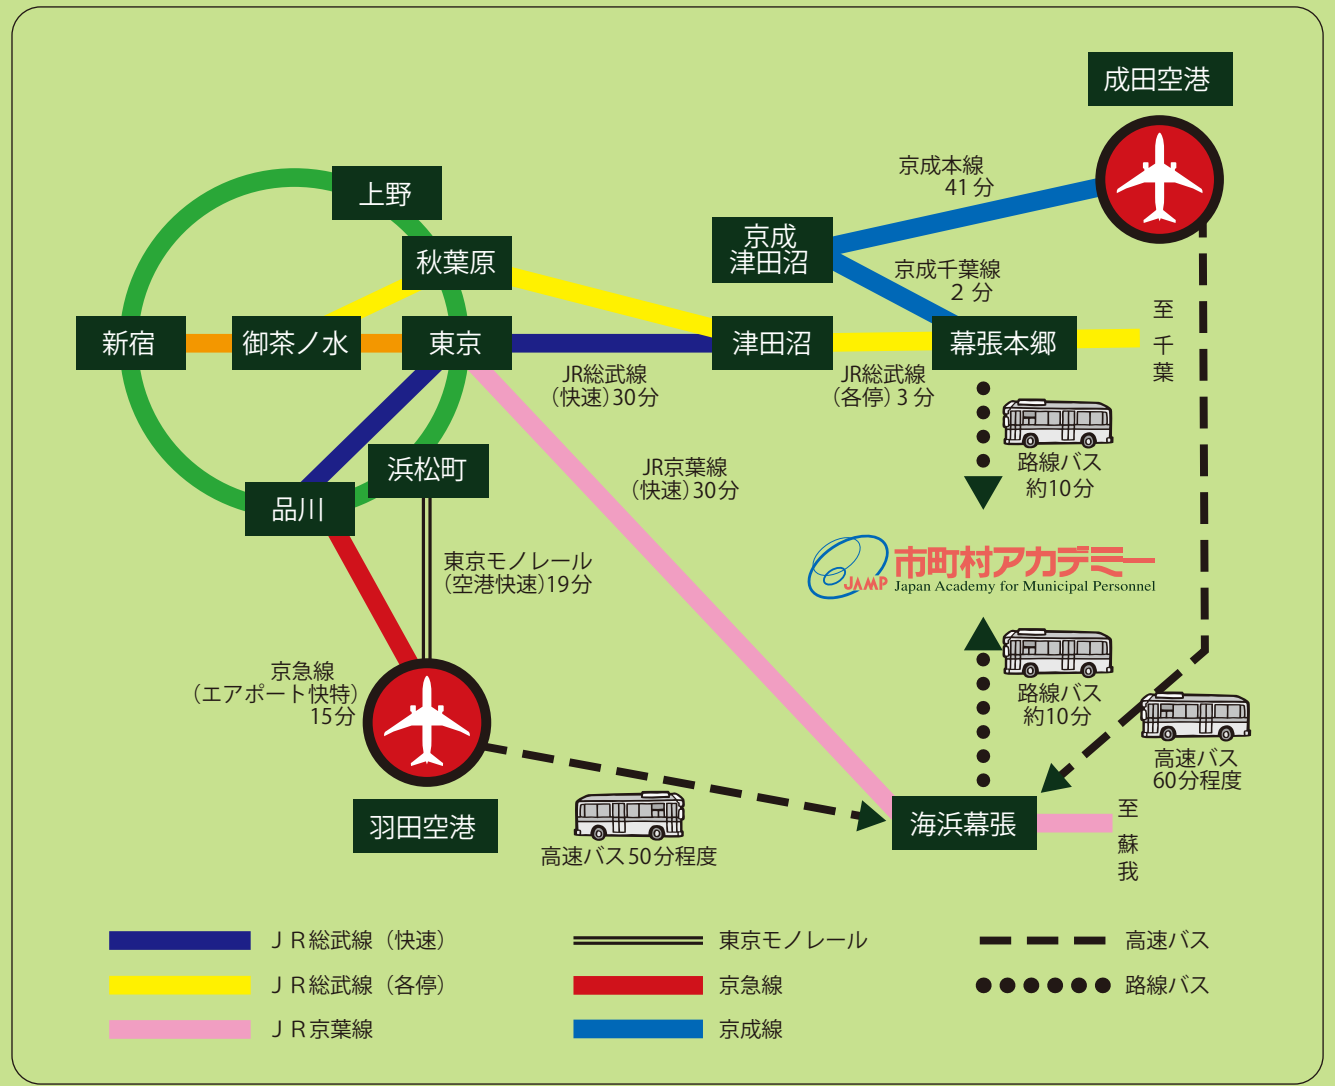 成田空港
京成本線
41分
上野
京成
津田沼
秋葉原
京成千葉線
2 分
新宿
御茶ノ水
東京
津田沼
幕張本郷
至
千
葉
JR総武線
(快速)30分
JR総武線
(各停) 3 分
浜松町
JR京葉線
(快速)30分
路線バス
約10分
品川
東京モノレール
(空港快速)19分
JAMP
市町村アカデミー
Japan Academy for Municipal Personnel
京急線
(エアポート快特)
15分
路線バス
約10分
高速バス
60分程度
羽田空港
高速バス50分程度
海浜幕張
至
蘇
我
ＪＲ総武線（快速）
東京モノレール
高速バス
ＪＲ総武線（各停）
京急線
路線バス
ＪＲ京葉線
京成線